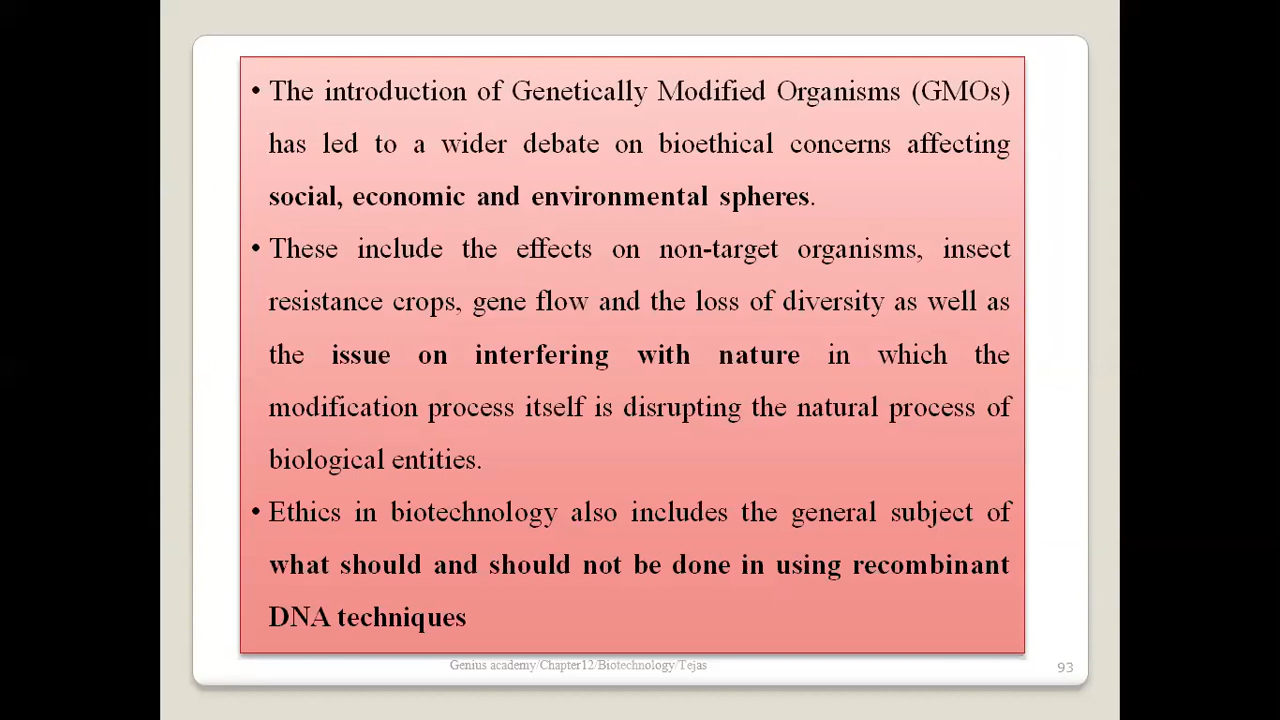 • The introduction of Genetically Modified Organisms (GMOs)
has led to a wider debate on bioethical concerns affecting
social, economic and environmental spheres.
• These include the effects on non-target organisms, insect
resistance crops, gene flow and the loss of diversity as well as
the issue on interfering with nature in which the
modification process itself is disrupting the natural process of
biological entities.
• Ethics in biotechnology also includes the general subject of
what should and should not be done in using recombinant
DNA techniques
Genius academy/Chapter12/Biotechnology/Tejas
93